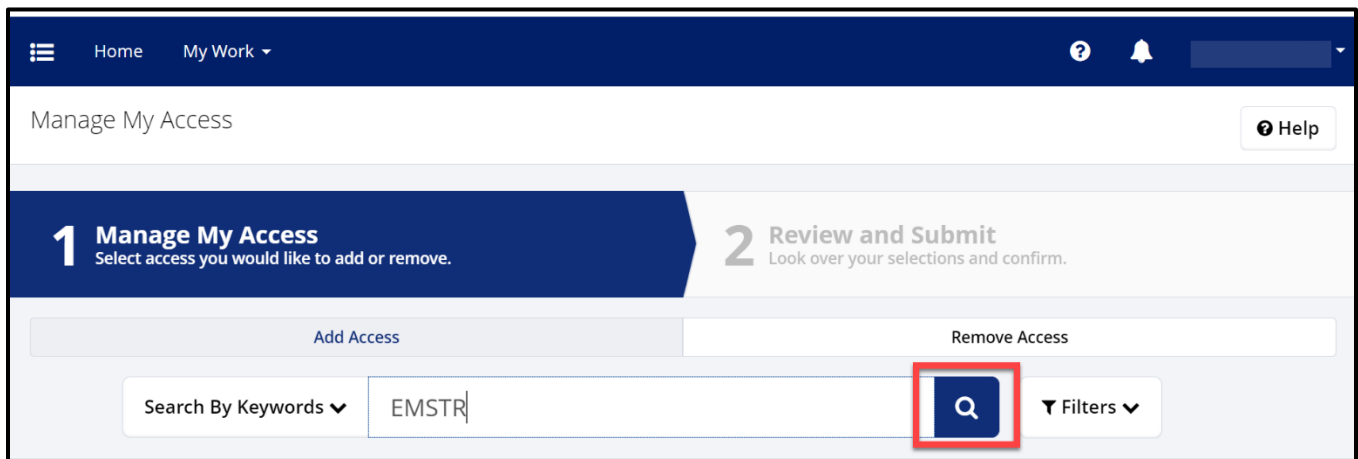 Home My Work
Manage My Access
Help
1 Manage My Access
Select access you would like to add or remove.
2 Review and Submit
Look over your selections and confirm.
Add Access
Remove Access
Search By Keywords
EMSTR
Filters